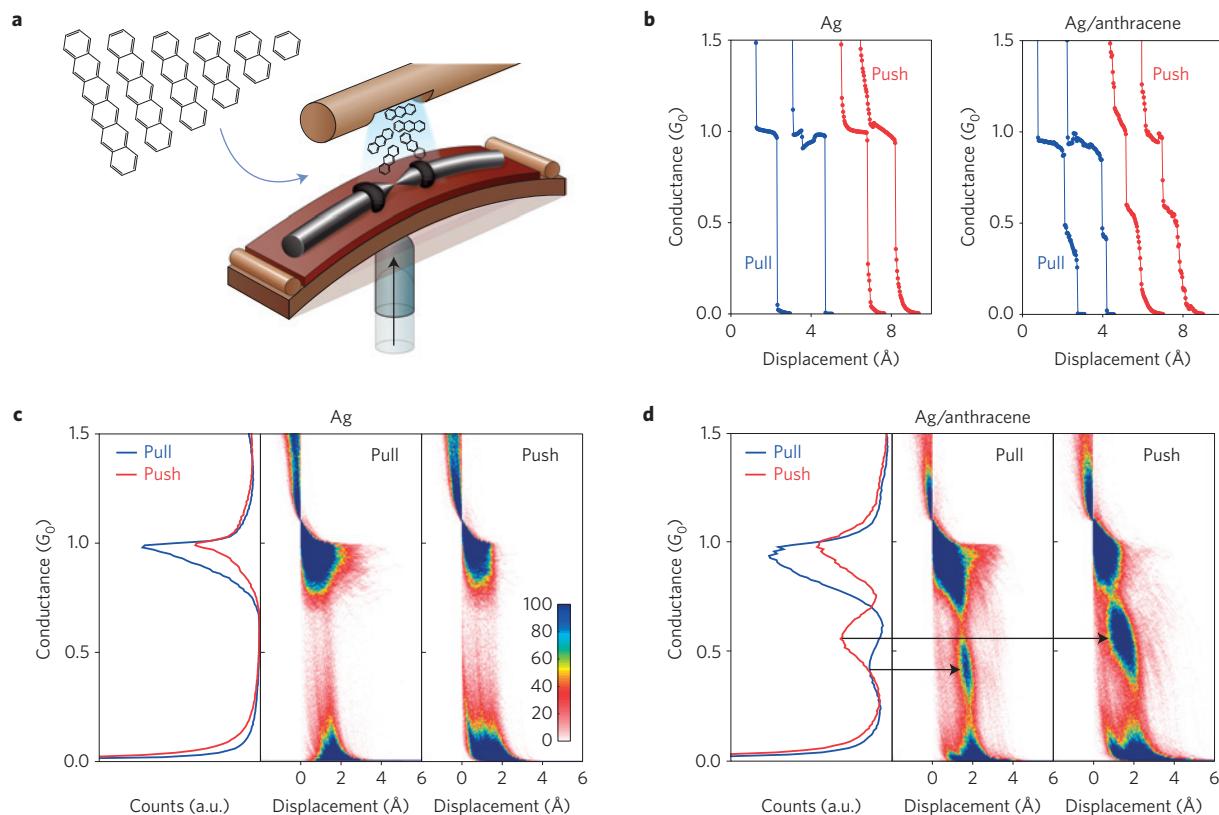 a
b
Ag
Ag/anthracene
1.5
1.0
0.5
0.0
Conductance (G0)
Push
Pull
0
4
8
Displacement (Å)
1.5
1.0
0.5
0.0
Conductance (G0)
Push
Pull
0
4
8
Displacement (Å)
c
Ag
1.5
1.0
0.5
0.0
Conductance (G0)
Pull
Push
Pull
Push
100
80
60
40
20
0
Counts (a.u.)
0 2 4 6
Displacement (Å)
0 2 4 6
Displacement (Å)
d
Ag/anthracene
1.5
1.0
0.5
0.0
Conductance (G0)
Pull
Push
Pull
Push
Counts (a.u.)
0 2 4 6
Displacement (Å)
0 2 4 6
Displacement (Å)